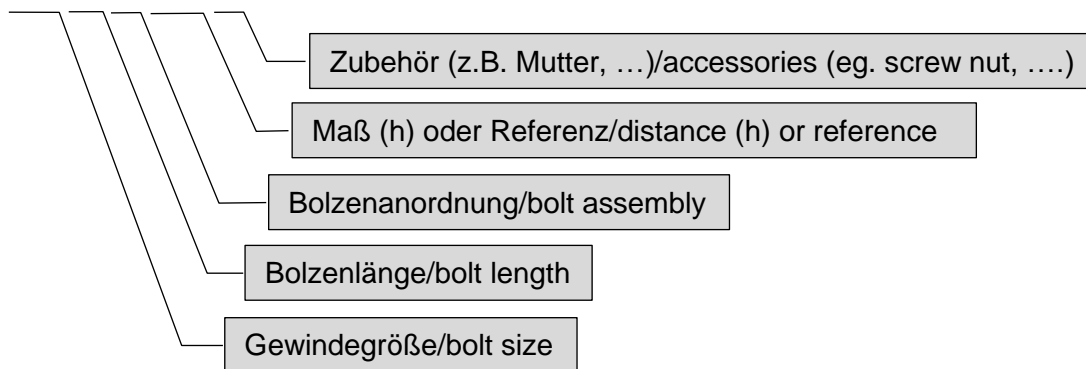 Zubehör (z.B. Mutter, …)/accessories (eg. screw nut, ….)
Maß (h) oder Referenz/distance (h) or reference
Bolzenanordnung/bolt assembly
Bolzenlänge/bolt length
Gewindegröße/bolt size